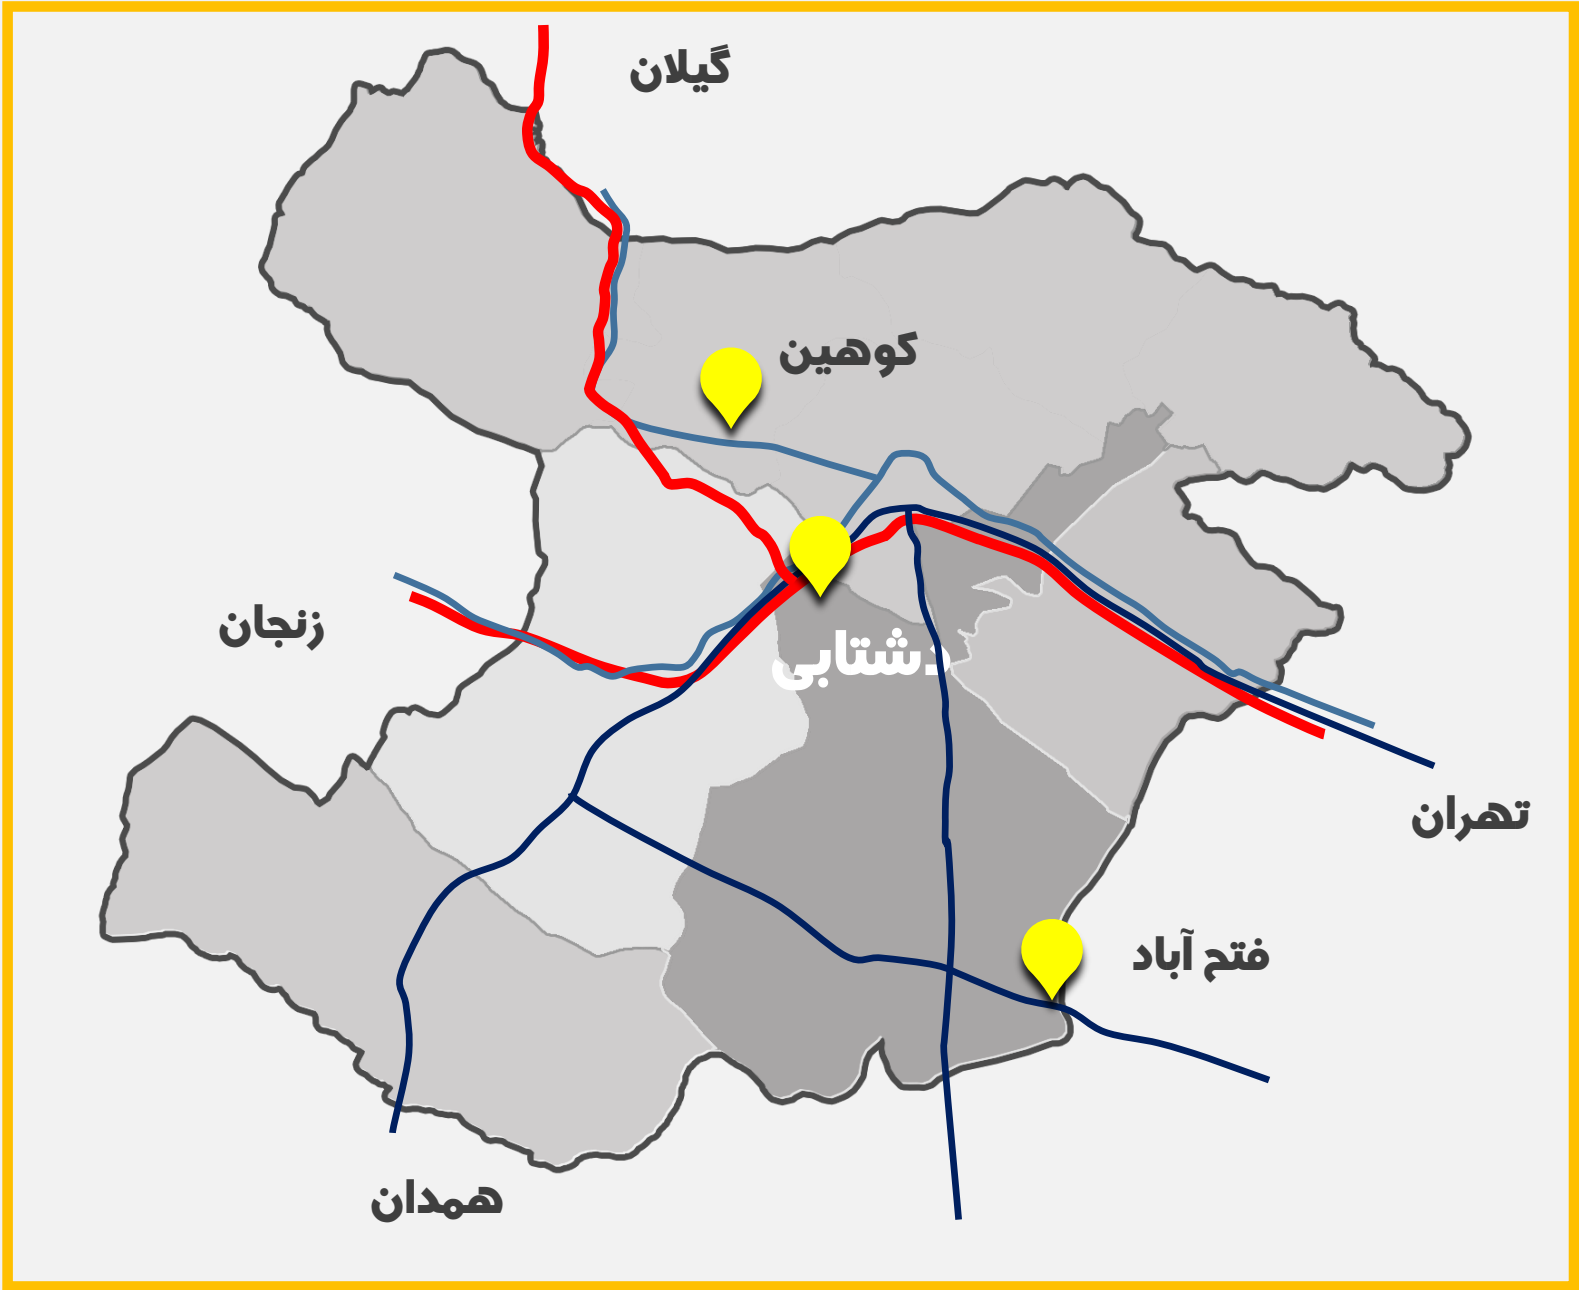 گیلان
کوهین
زنجان
دشتابی
تهران
فتح آباد
همدان